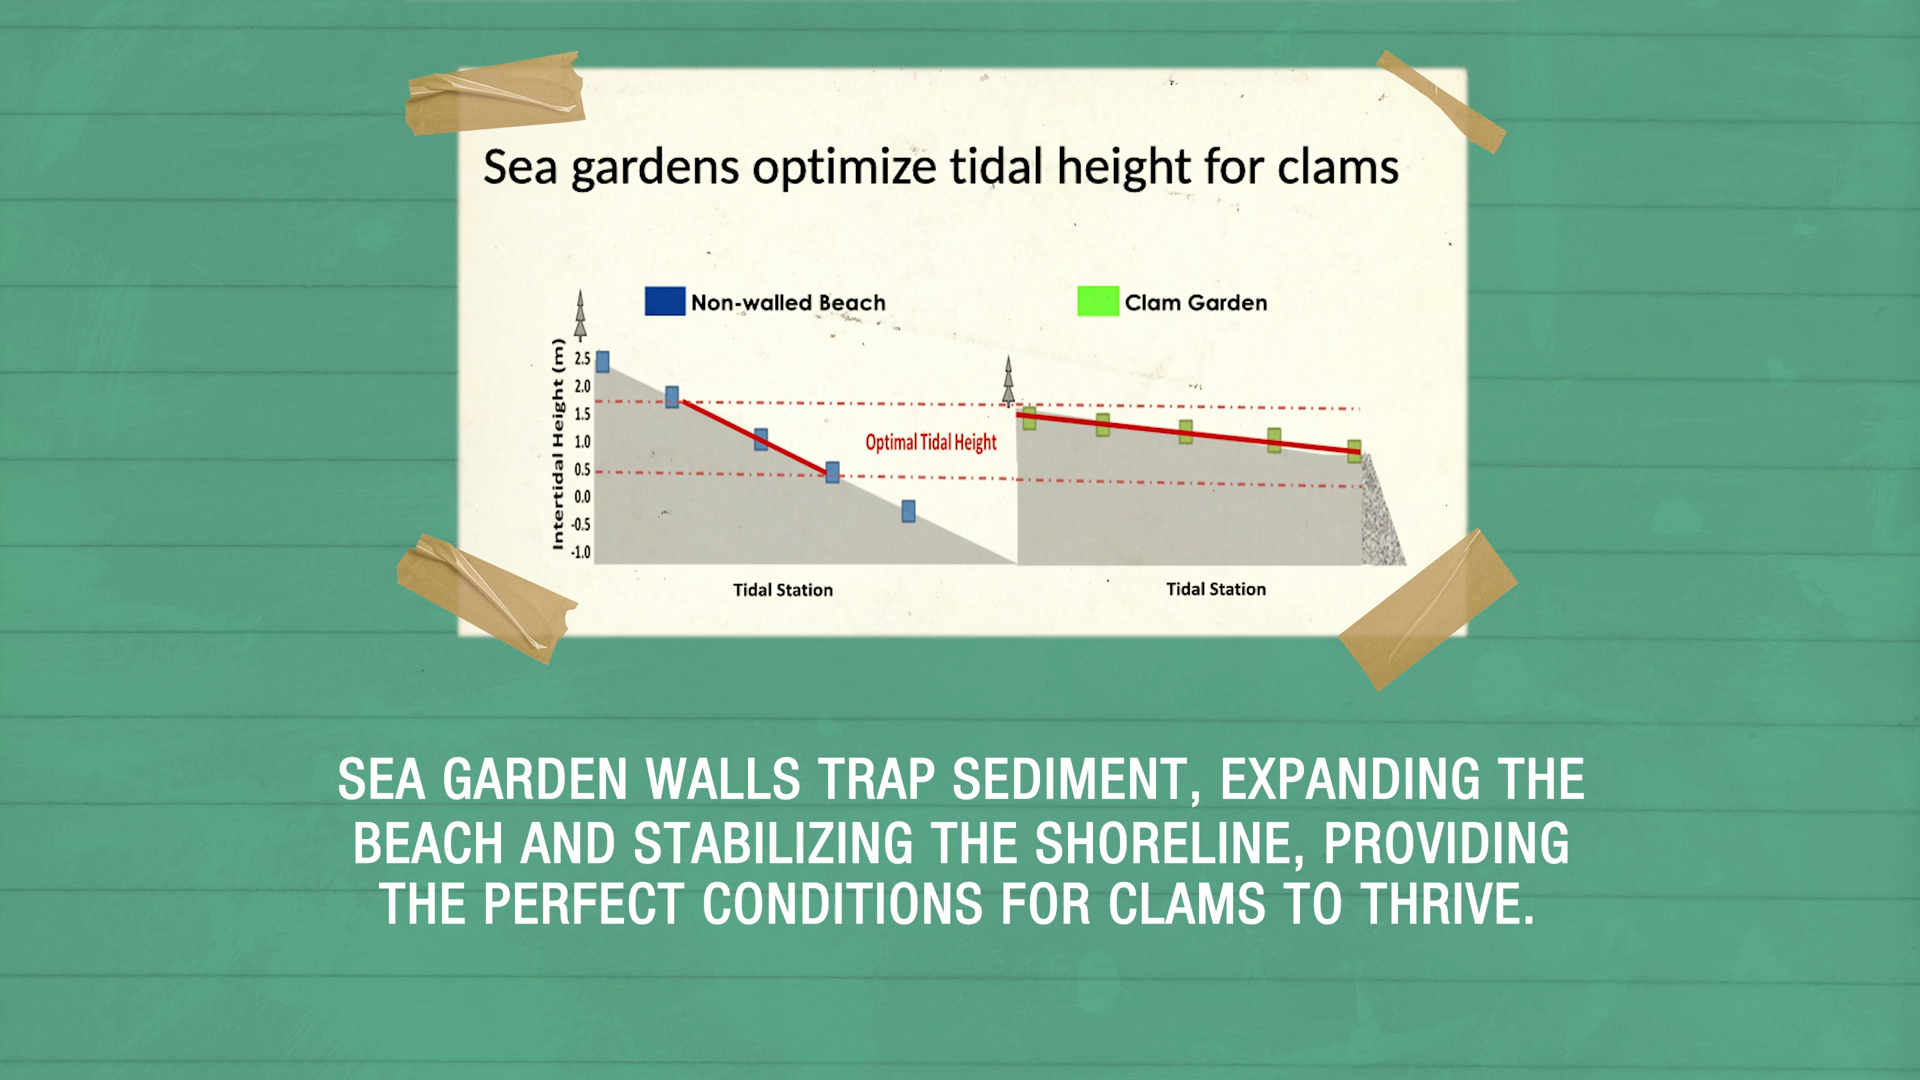 Sea gardens optimize tidal height for clams
Non-walled Beach
Clam Garden
Intertidal Height (m)
2.5
2.0
1.5
1.0
0.5
0.0
-0.5
-1.0
Optimal Tidal Height
Tidal Station
Tidal Station
SEA GARDEN WALLS TRAP SEDIMENT, EXPANDING THE
BEACH AND STABILIZING THE SHORELINE, PROVIDING
THE PERFECT CONDITIONS FOR CLAMS TO THRIVE.